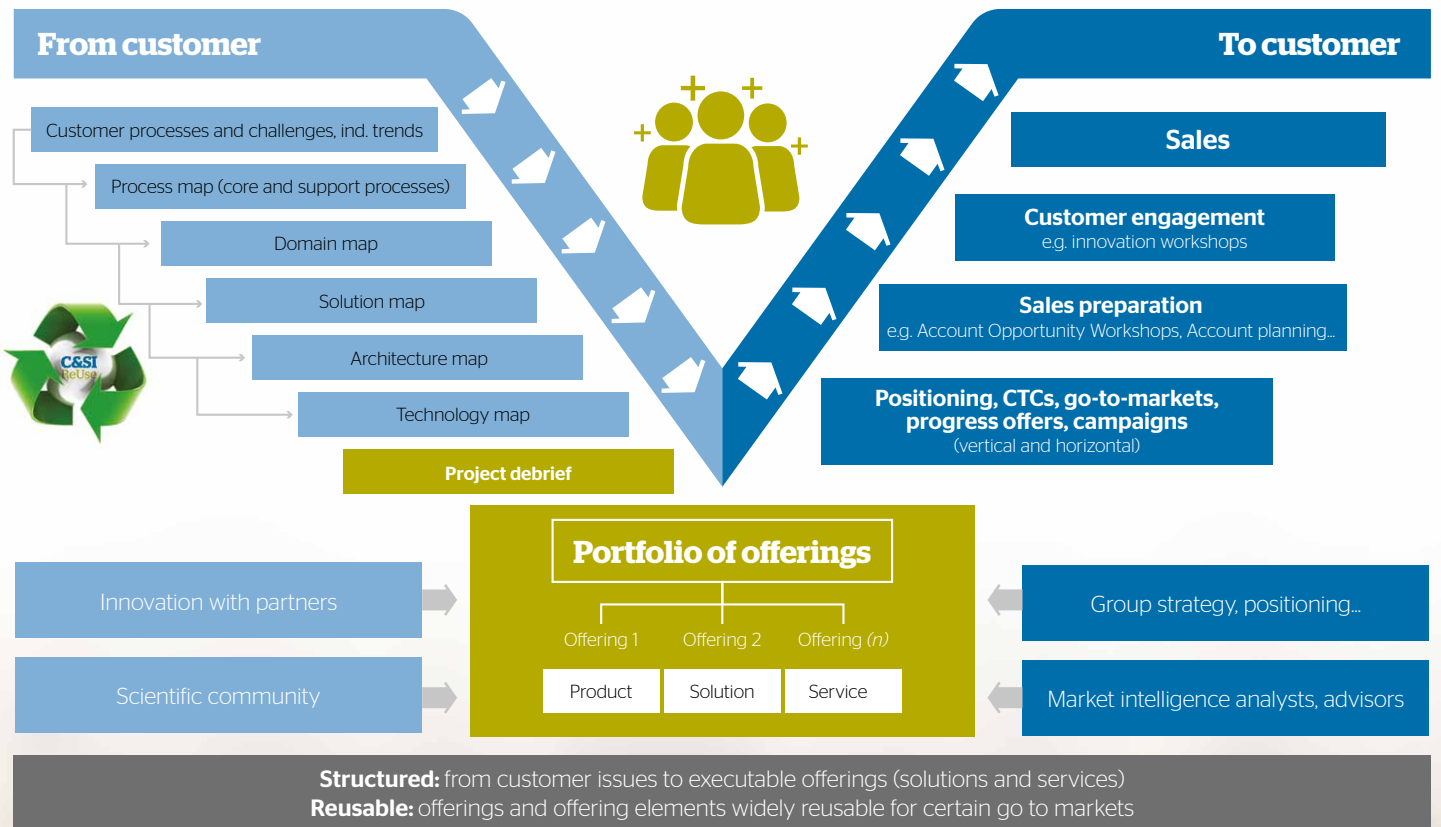 From customer
To customer
Customer processes and challenges, ind. trends
Process map (core and support processes)
Domain map
Solution map
Architecture map
Technology map
Project debrief
C&SI
ReUse
Sales
Customer engagement
e.g. innovation workshops
Sales preparation
e.g. Account Opportunity Workshops, Account planning...
Positioning, CTCs, go-to-markets,
progress offers, campaigns
(vertical and horizontal)
Portfolio of offerings
Offering 1
Offering 2
Offering (n)
Product
Solution
Service
Innovation with partners
Scientific community
Group strategy, positioning...
Market intelligence analysts, advisors
Structured: from customer issues to executable offerings (solutions and services)
Reusable: offerings and offering elements widely reusable for certain go to markets